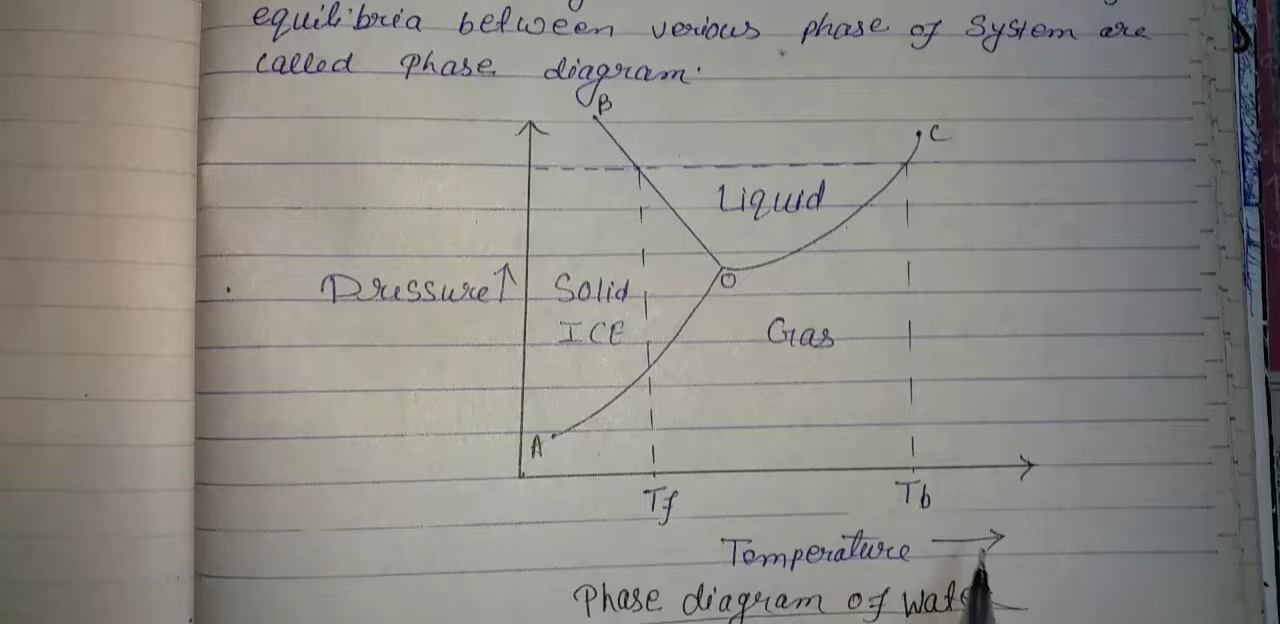 equilibria between verious phase of System are
called Phase diagram.
B
C
Liquid
O
Pressure↑
Solid
ICE
Gas
A
Tf
Tb
Temperature →
Phase diagram of